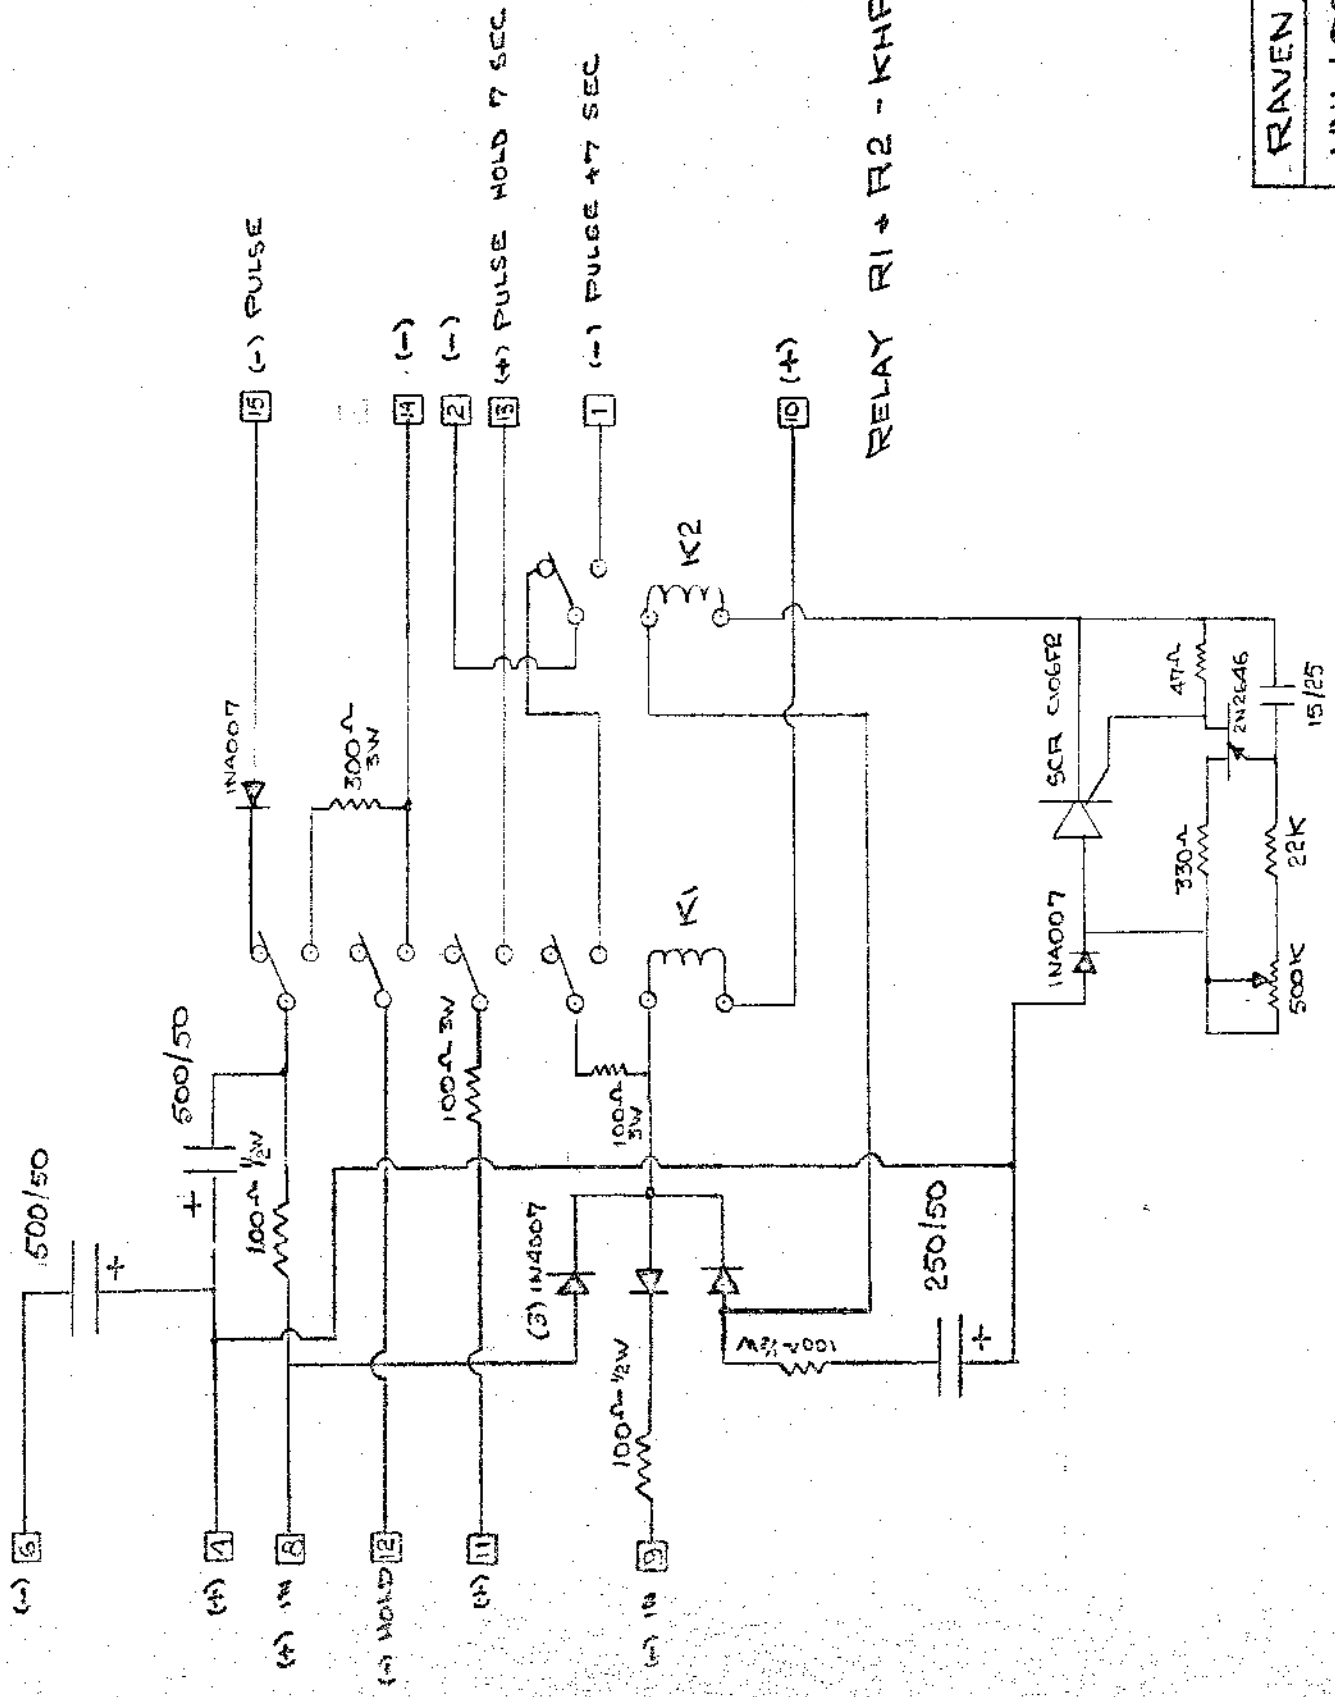 (-) 6
500/50
+
(+) 4
500/50
+
(+) IN 8
100Ω ½W
1N4007
15 (-) PULSE
300Ω
3W
(-) HOLD 12
14 (-)
2 (-)
(+) 11
100Ω 3W
13 (+) PULSE HOLD 7 SEC
100Ω
3W
1 (-) PULSE +7 SEC
(3) 1N4007
(-) IN 9
100Ω ½W
K1
K2
100Ω ½W
10 (+)
250/50
+
RELAY R1 + R2 - KHP
1N4007
SCR C106F2
330Ω
47Ω
2N2646
500K
22K
15/25
RAVEN